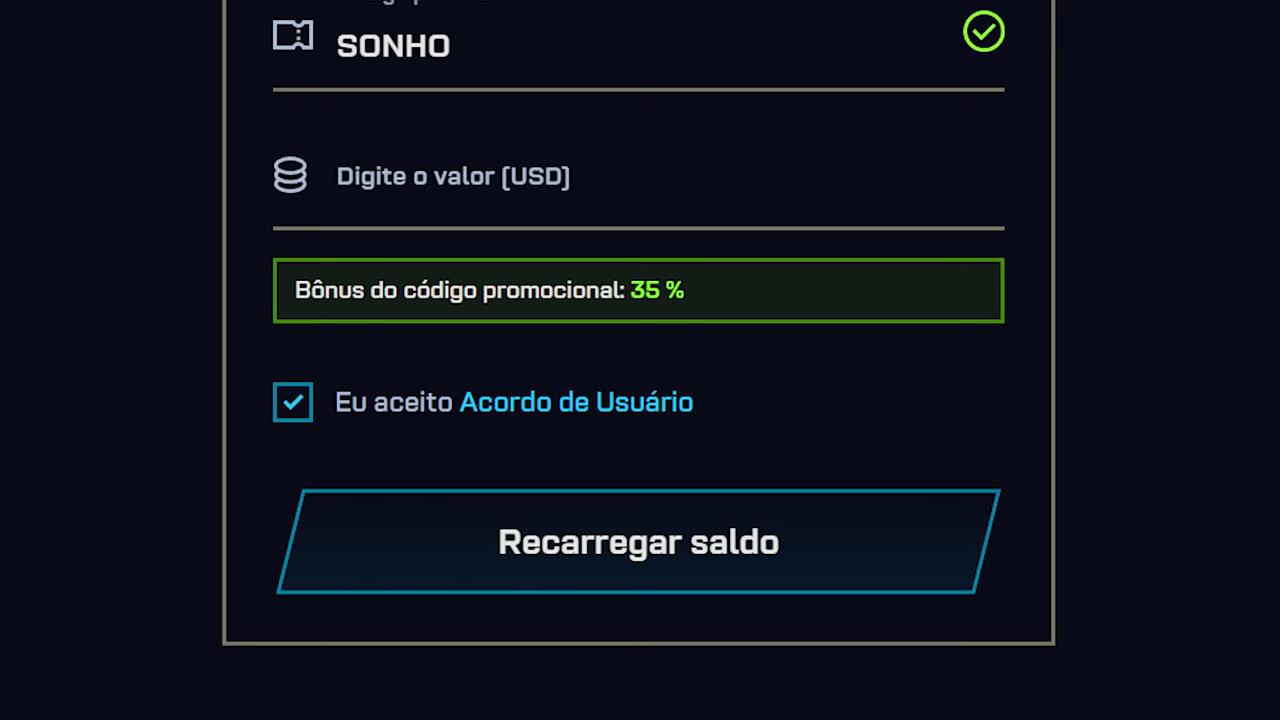 SONHO
Digite o valor (USD)
Bônus do código promocional: 35 %
Eu aceito Acordo de Usuário
Recarregar saldo